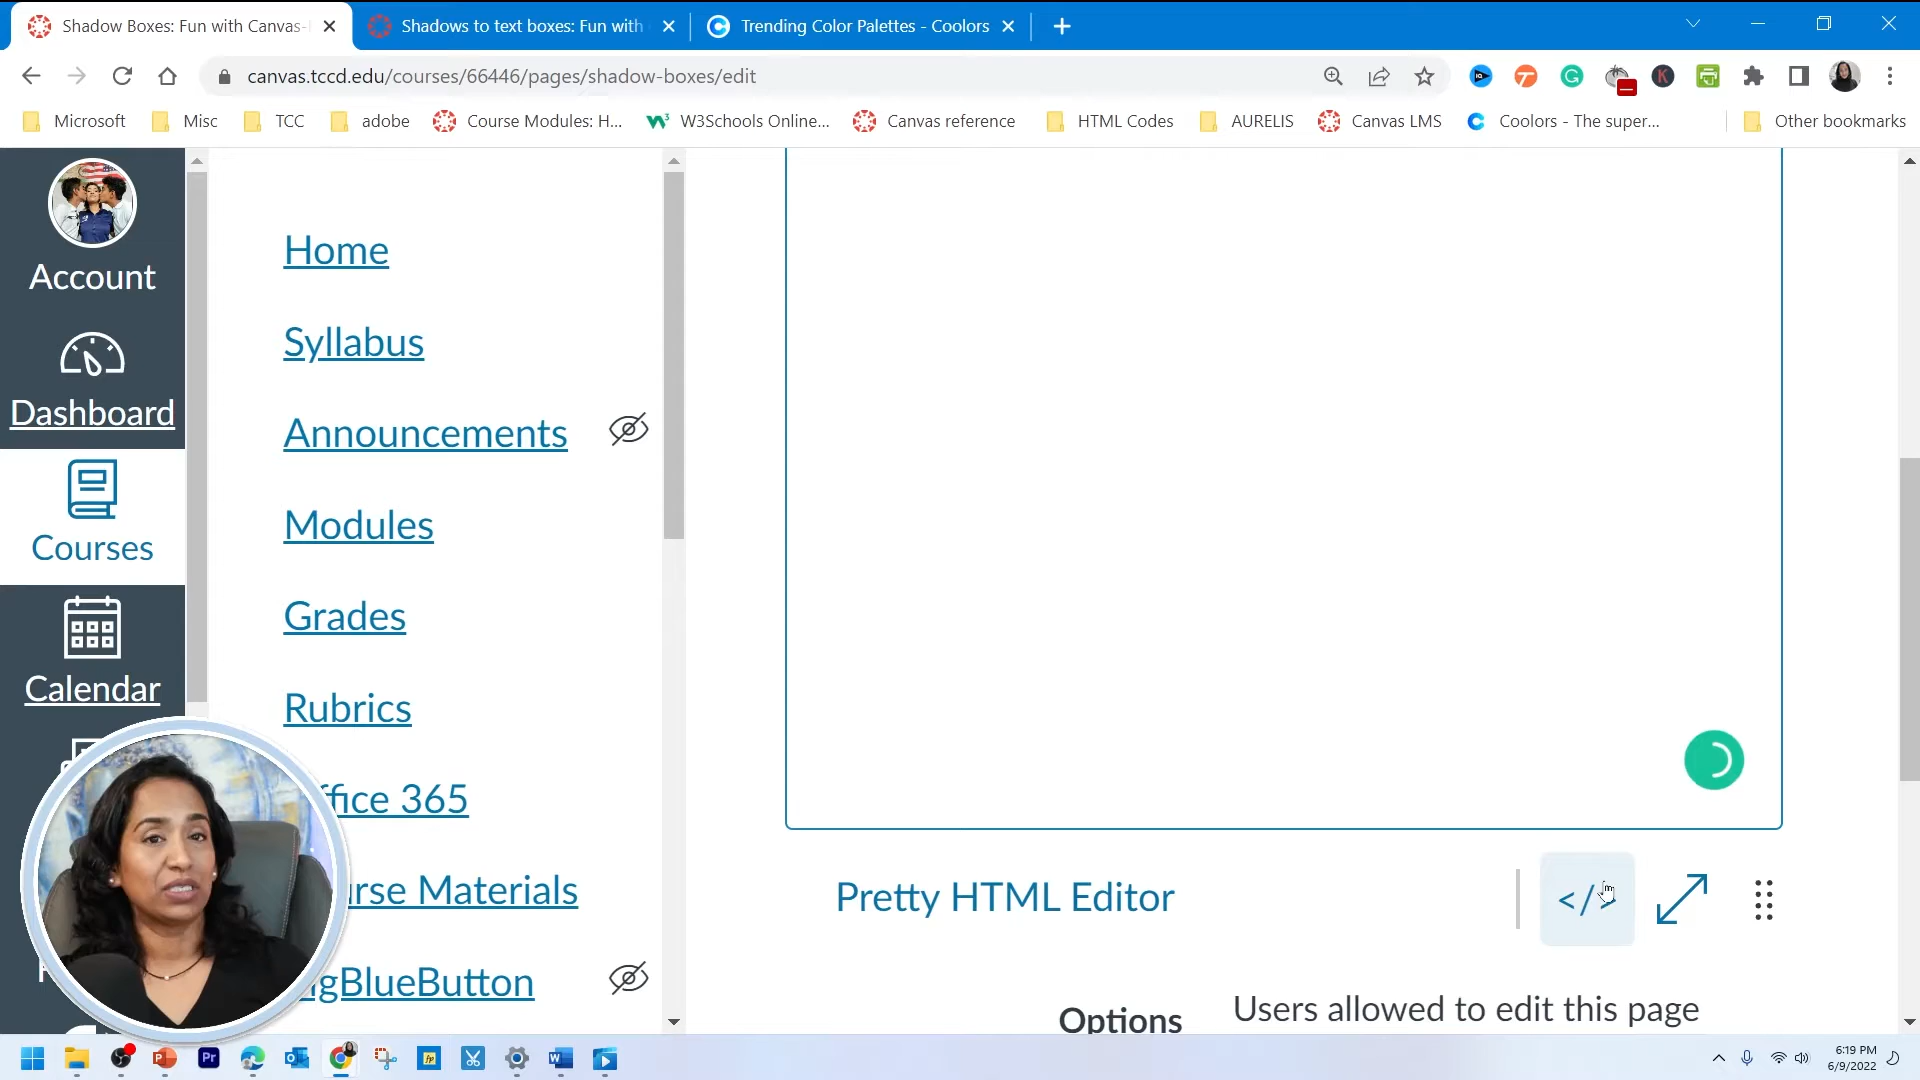 Shadow Boxes: Fun with Canvas-
Shadows to text boxes: Fun with
Trending Color Palettes - Coolors
canvas.tccd.edu/courses/66446/pages/shadow-boxes/edit
Microsoft
Misc
TCC
adobe
Course Modules: H...
W3Schools Online...
Canvas reference
HTML Codes
AURELIS
Canvas LMS
Coolors - The super...
Other bookmarks
Account
Dashboard
Courses
Calendar
Home
Syllabus
Announcements
Modules
Grades
Rubrics
ffice 365
rse Materials
igBlueButton
Pretty HTML Editor
</>
Options
Users allowed to edit this page
6:19 PM
6/9/2022